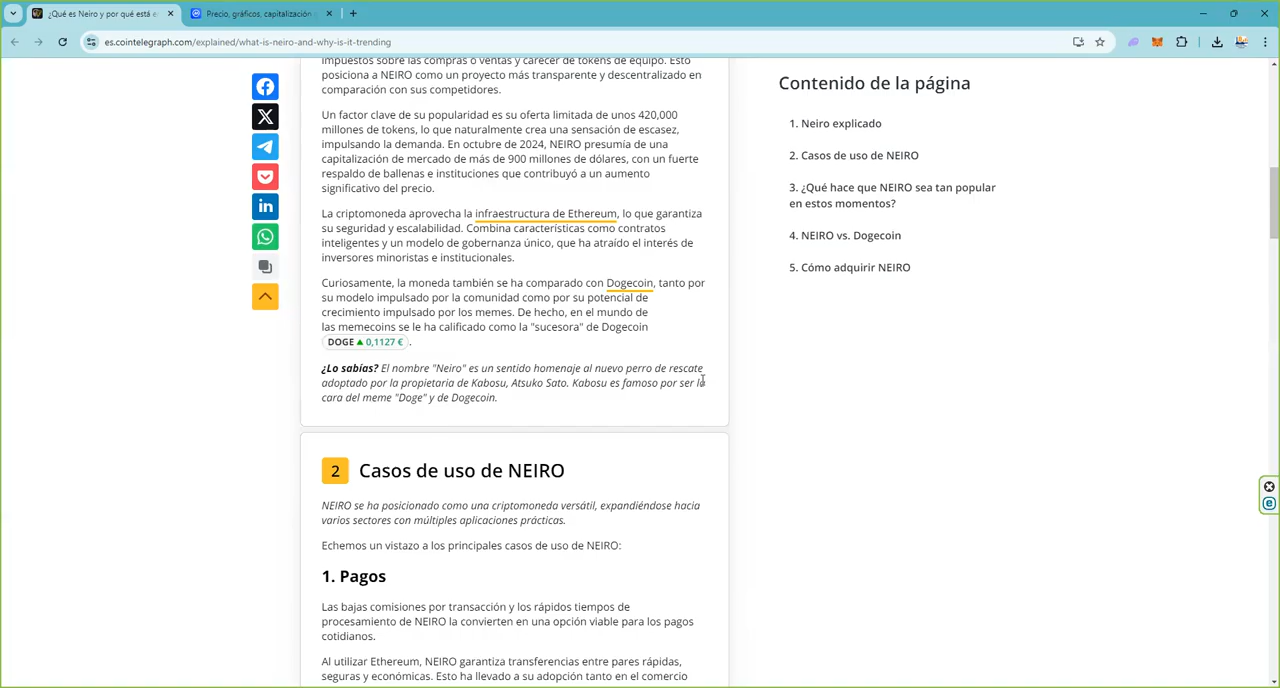 ¿Qué es Neiro y por qué está e
Precio, gráficos, capitalización
es.cointelegraph.com/explained/what-is-neiro-and-why-is-it-trending
impuestos sobre las compras o ventas y carecer de tokens de equipo. Esto
posiciona a NEIRO como un proyecto más transparente y descentralizado en
comparación con sus competidores.
Un factor clave de su popularidad es su oferta limitada de unos 420,000
millones de tokens, lo que naturalmente crea una sensación de escasez,
impulsando la demanda. En octubre de 2024, NEIRO presumía de una
capitalización de mercado de más de 900 millones de dólares, con un fuerte
respaldo de ballenas e instituciones que contribuyó a un aumento
significativo del precio.
La criptomoneda aprovecha la infraestructura de Ethereum, lo que garantiza
su seguridad y escalabilidad. Combina características como contratos
inteligentes y un modelo de gobernanza único, que ha atraído el interés de
inversores minoristas e institucionales.
Curiosamente, la moneda también se ha comparado con Dogecoin, tanto por
su modelo impulsado por la comunidad como por su potencial de
crecimiento impulsado por los memes. De hecho, en el mundo de
las memecoins se le ha calificado como la "sucesora" de Dogecoin
DOGE ▲ 0,1127 € .
¿Lo sabías? El nombre "Neiro" es un sentido homenaje al nuevo perro de rescate
adoptado por la propietaria de Kabosu, Atsuko Sato. Kabosu es famoso por ser la
cara del meme "Doge" y de Dogecoin.
2 Casos de uso de NEIRO
NEIRO se ha posicionado como una criptomoneda versátil, expandiéndose hacia
varios sectores con múltiples aplicaciones prácticas.
Echemos un vistazo a los principales casos de uso de NEIRO:
1. Pagos
Las bajas comisiones por transacción y los rápidos tiempos de
procesamiento de NEIRO la convierten en una opción viable para los pagos
cotidianos.
Al utilizar Ethereum, NEIRO garantiza transferencias entre pares rápidas,
seguras y económicas. Esto ha llevado a su adopción tanto en el comercio
Contenido de la página
1. Neiro explicado
2. Casos de uso de NEIRO
3. ¿Qué hace que NEIRO sea tan popular
en estos momentos?
4. NEIRO vs. Dogecoin
5. Cómo adquirir NEIRO